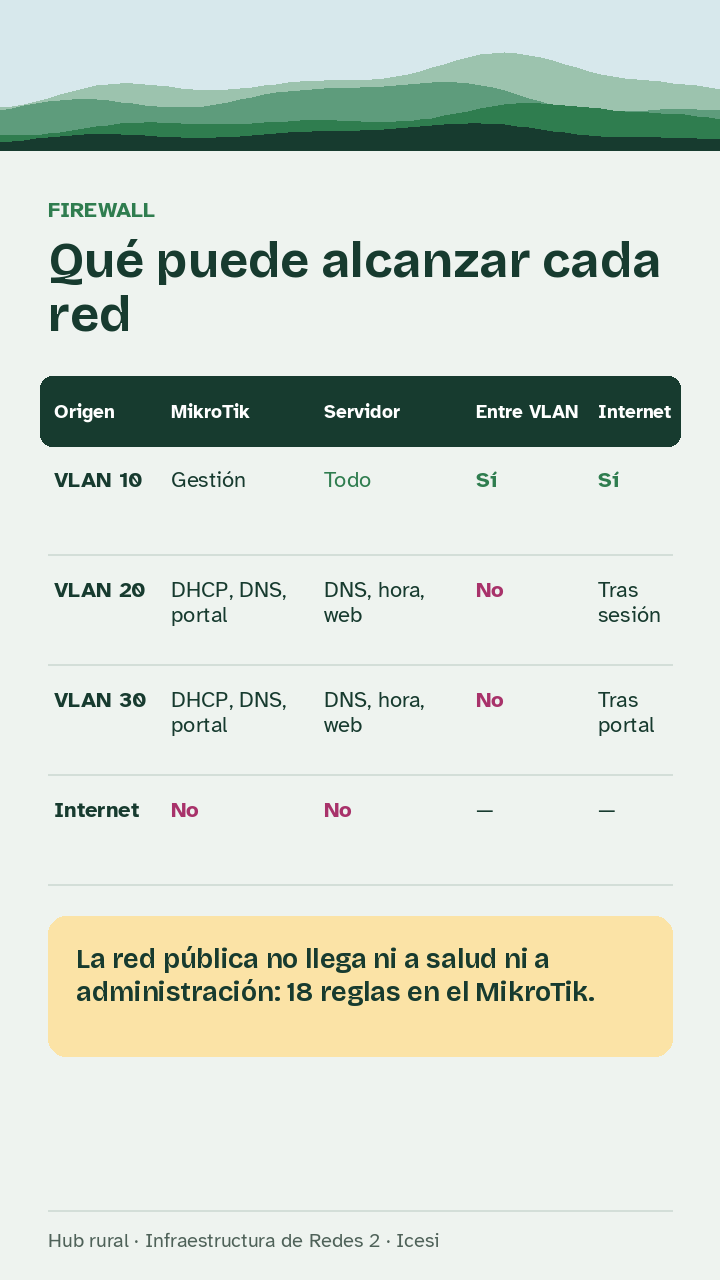 FIREWALL
Qué puede alcanzar cada
red
Origen MikroTik Servidor Entre VLAN Internet
VLAN 10 Gestión Todo Sí Sí
VLAN 20 DHCP, DNS, DNS, hora, No Tras
portal web sesión
VLAN 30 DHCP, DNS, DNS, hora, No Tras
portal web portal
Internet No No — —
La red pública no llega ni a salud ni a
administración: 18 reglas en el MikroTik.
Hub rural · Infraestructura de Redes 2 · Icesi